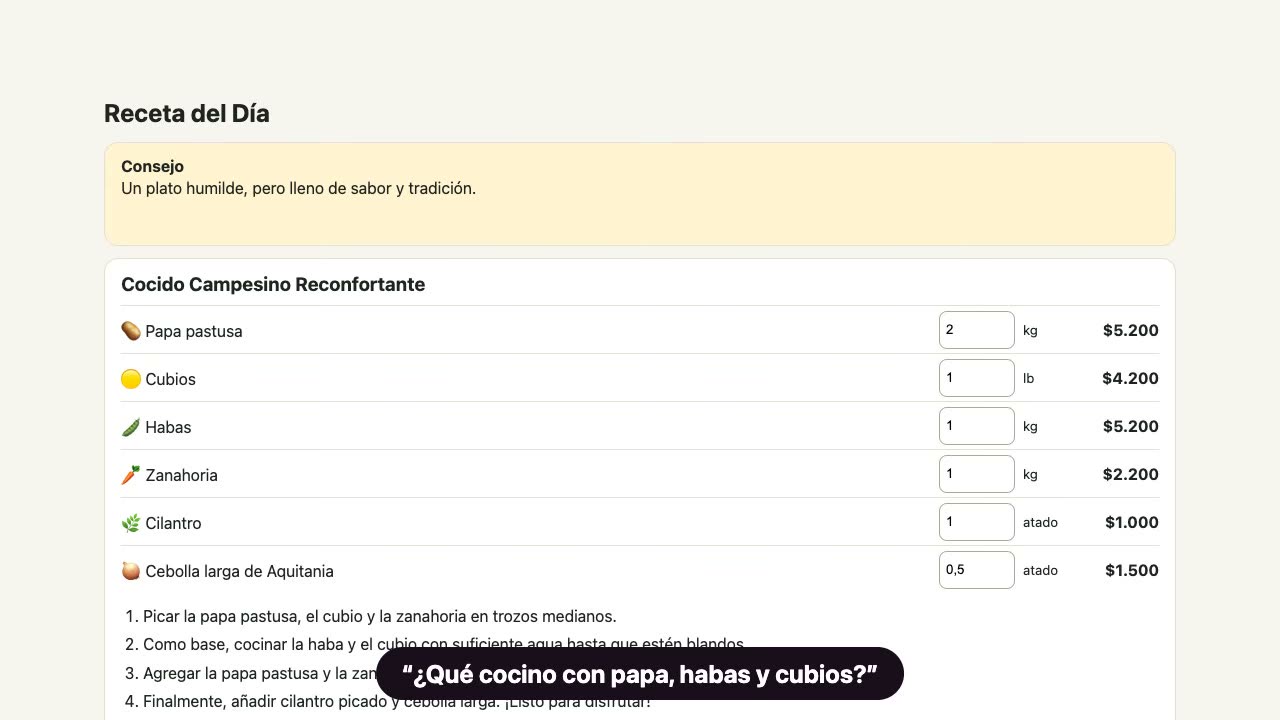 Receta del Día
Consejo
Un plato humilde, pero lleno de sabor y tradición.
Cocido Campesino Reconfortante
Papa pastusa 2 kg $5.200
Cubios 1 lb $4.200
Habas 1 kg $5.200
Zanahoria 1 kg $2.200
Cilantro 1 atado $1.000
Cebolla larga de Aquitania 0,5 atado $1.500
1. Picar la papa pastusa, el cubio y la zanahoria en trozos medianos.
2. Como base, cocinar la haba y el cubio con suficiente agua hasta que estén blandos.
3. Agregar la papa pastusa y la
“¿Qué cocino con papa, habas y cubios?”
4. Finalmente, añadir cilantro picado y cebolla larga. ¡Listo para disfrutar!